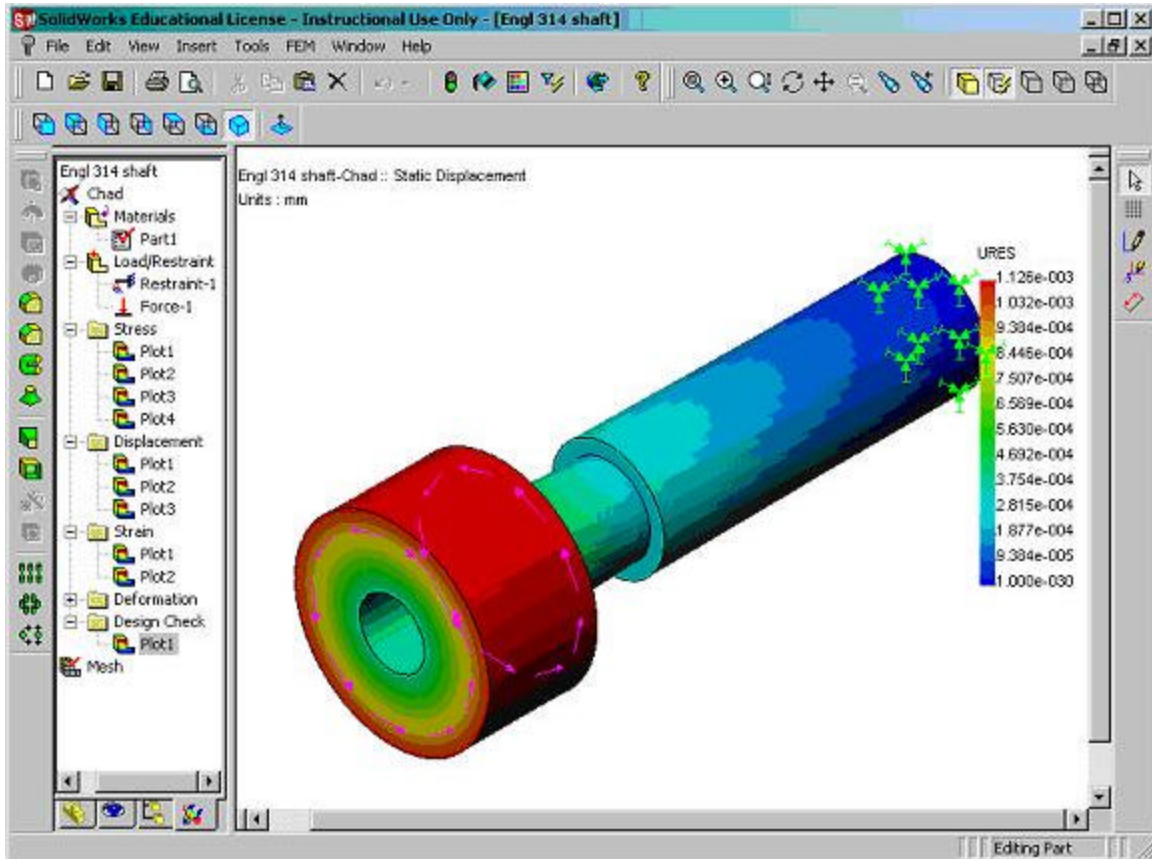 SolidWorks Educational License - Instructional Use Only - [Engl 314 shaft]
File Edit View Insert Tools FEM Window Help
Engl 314 shaft
Chad
Materials
Part1
Load/Restraint
Restraint-1
Force-1
Stress
Plot1
Plot2
Plot3
Plot4
Displacement
Plot1
Plot2
Plot3
Strain
Plot1
Plot2
Deformation
Design Check
Plot1
Mesh
Engl 314 shaft-Chad :: Static Displacement
Units : mm
URES
1.126e-003
1.032e-003
9.384e-004
8.446e-004
7.507e-004
6.569e-004
5.630e-004
4.692e-004
3.754e-004
2.815e-004
1.877e-004
9.384e-005
1.000e-030
Editing Part